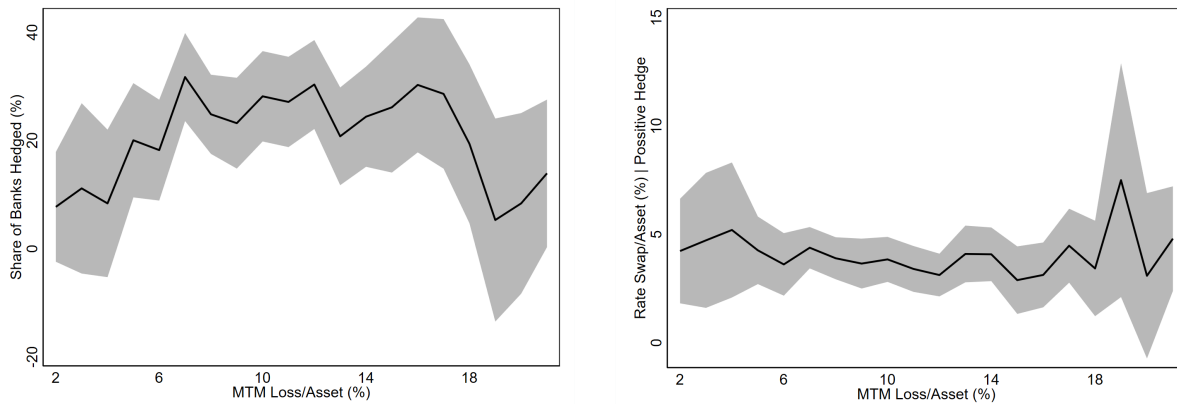 Share of Banks Hedged (%)
40
20
0
-20
2 6 10 14 18
MTM Loss/Asset (%)
Rate Swap/Asset (%) | Possitive Hedge
15
10
5
0
2 6 10 14 18
MTM Loss/Asset (%)